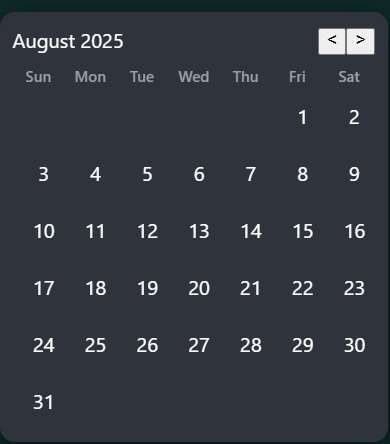 August 2025 < >
Sun Mon Tue Wed Thu Fri Sat
1 2
3 4 5 6 7 8 9
10 11 12 13 14 15 16
17 18 19 20 21 22 23
24 25 26 27 28 29 30
31